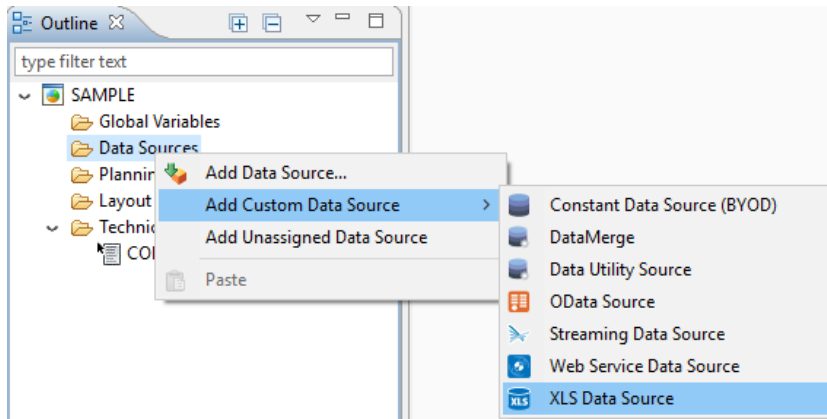 Outline
type filter text
SAMPLE
Global Variables
Data Sources
Layout
Add Data Source...
Add Custom Data Source
Add Unassigned Data Source
Paste
Constant Data Source (BYOD)
DataMerge
Data Utility Source
OData Source
Streaming Data Source
Web Service Data Source
XLS
XLS Data Source